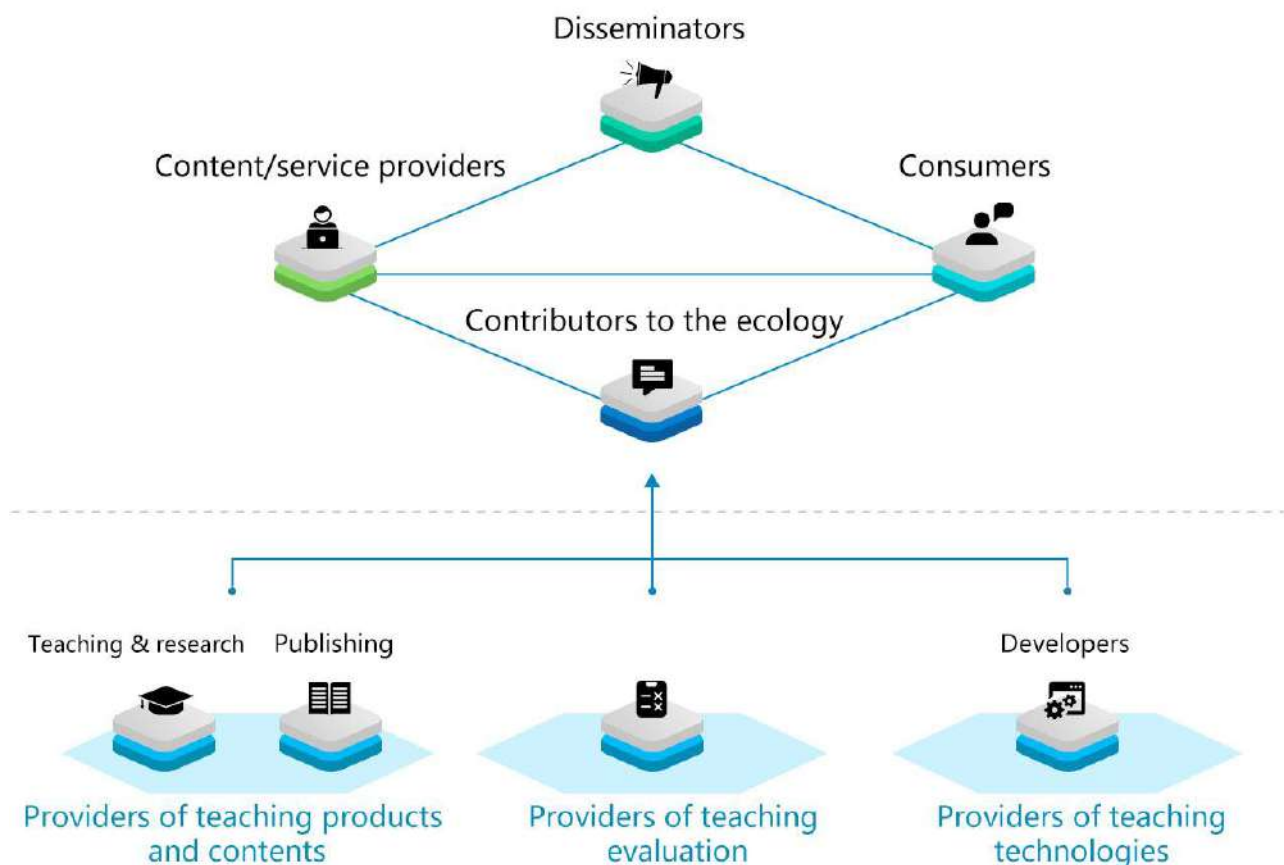 Disseminators
Content/service providers
Consumers
Contributors to the ecology
Teaching & research
Publishing
Developers
Providers of teaching products
and contents
Providers of teaching
evaluation
Providers of teaching
technologies